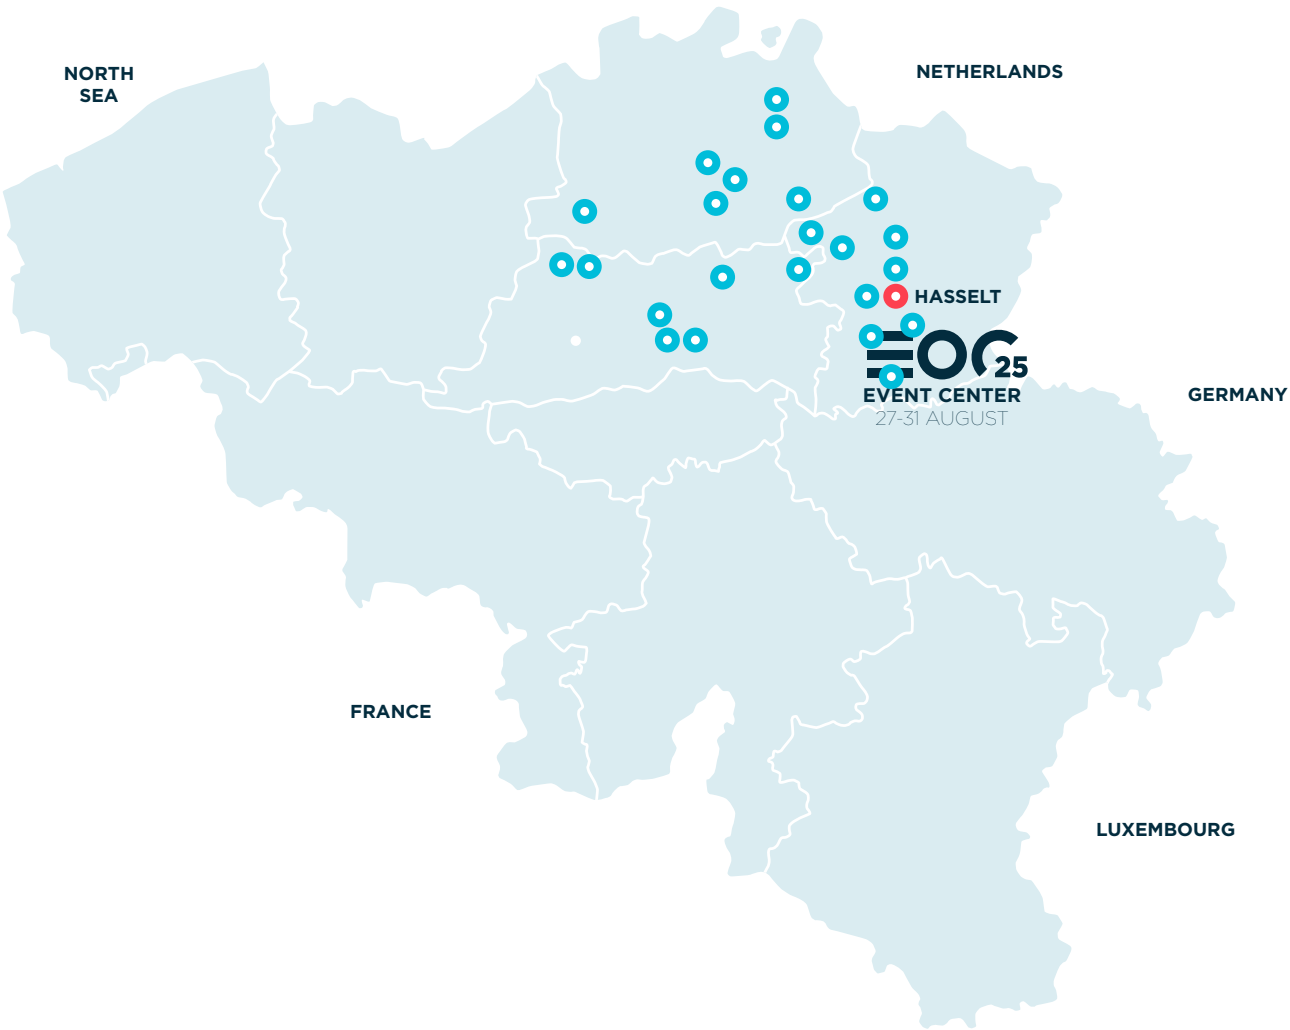 NORTH
SEA
NETHERLANDS
HASSELT
EOC
25
EVENT CENTER
27-31 AUGUST
GERMANY
FRANCE
LUXEMBOURG